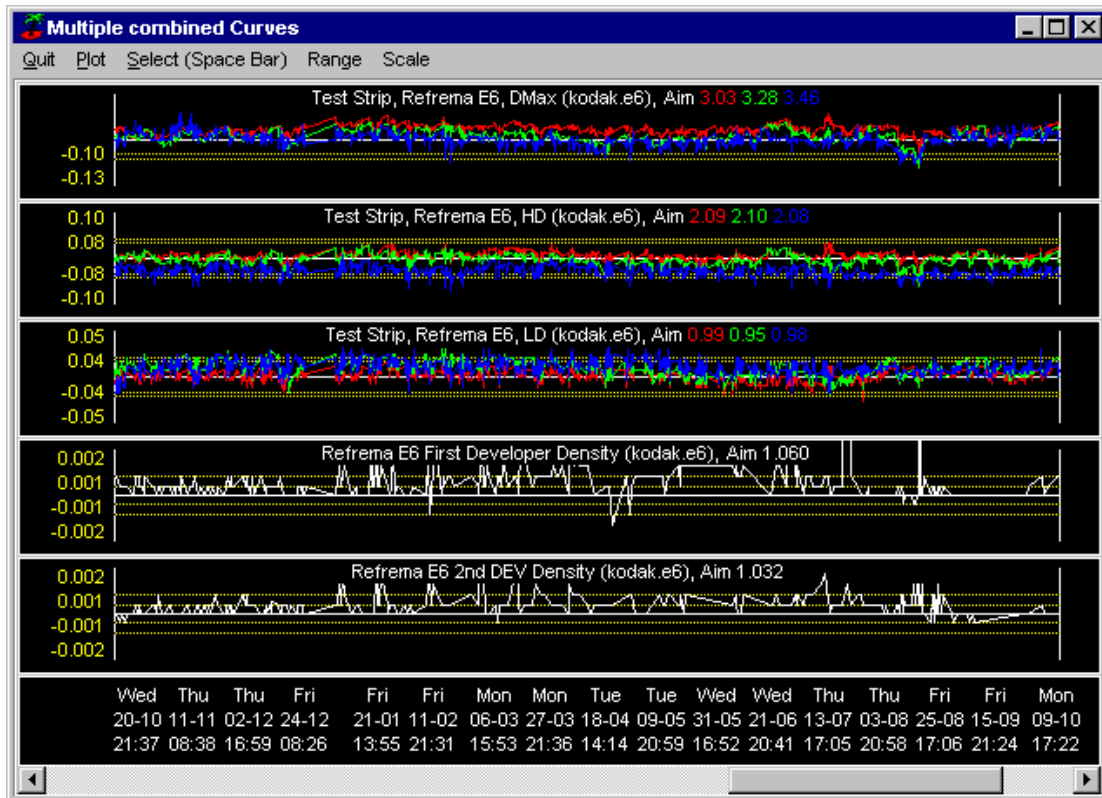 Multiple combined Curves
Quit Plot Select (Space Bar) Range Scale
Test Strip, Refrema E6, DMax (kodak.e6), Aim 3.03 3.28 3.46
-0.10
-0.13
Test Strip, Refrema E6, HD (kodak.e6), Aim 2.09 2.10 2.08
0.10
0.08
-0.08
-0.10
Test Strip, Refrema E6, LD (kodak.e6), Aim 0.99 0.95 0.98
0.05
0.04
-0.04
-0.05
Refrema E6 First Developer Density (kodak.e6), Aim 1.060
0.002
0.001
-0.001
-0.002
Refrema E6 2nd DEV Density (kodak.e6), Aim 1.032
0.002
0.001
-0.001
-0.002
Wed Thu Thu Fri Fri Fri Mon Mon Tue Tue Wed Wed Thu Thu Fri Fri Mon
20-10 11-11 02-12 24-12 21-01 11-02 06-03 27-03 18-04 09-05 31-05 21-06 13-07 03-08 25-08 15-09 09-10
21:37 08:38 16:59 08:26 13:55 21:31 15:53 21:36 14:14 20:59 16:52 20:41 17:05 20:58 17:06 21:24 17:22